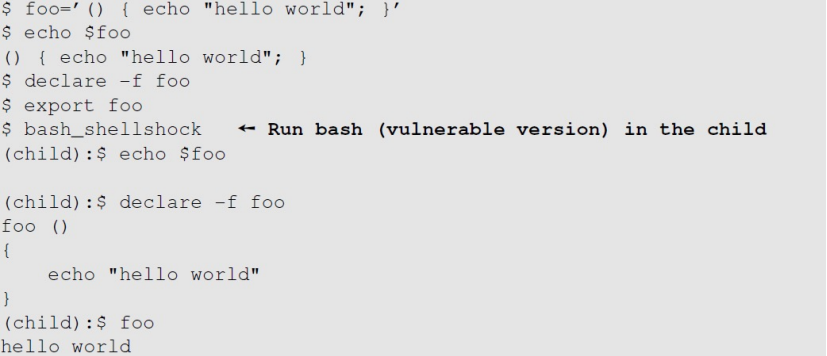 $ foo=’() { echo "hello world"; }’
$ echo $foo
() { echo "hello world"; }
$ declare -f foo
$ export foo
$ bash_shellshock ← Run bash (vulnerable version) in the child
(child):$ echo $foo
(child):$ declare -f foo
foo ()
{
echo "hello world"
}
(child):$ foo
hello world